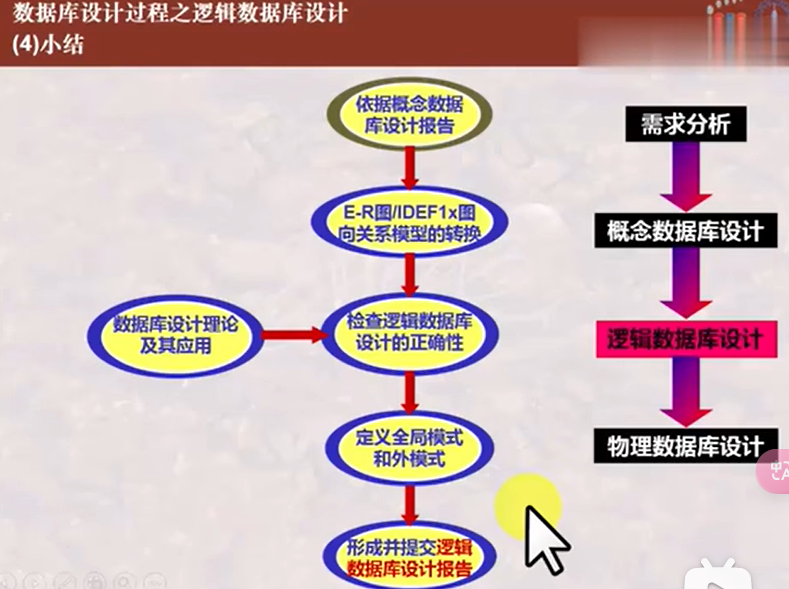 数据库设计过程之逻辑数据库设计
(4)小结
依据概念数据
库设计报告
E-R图/IDEF1x图
向关系模型的转换
数据库设计理论
及其应用
检查逻辑数据库
设计的正确性
定义全局模式
和外模式
形成并提交逻辑
数据库设计报告
需求分析
概念数据库设计
逻辑数据库设计
物理数据库设计